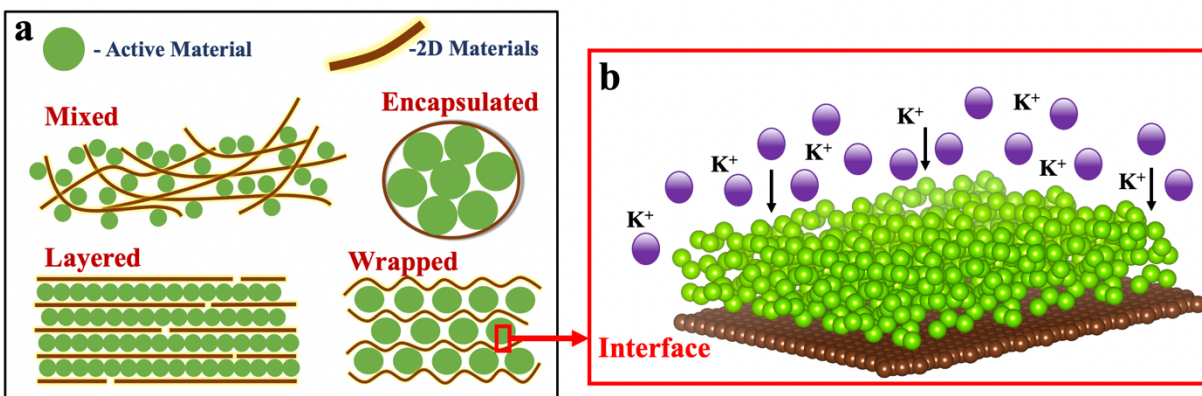 a
- Active Material
-2D Materials
Mixed
Encapsulated
Layered
Wrapped
b
K⁺
K⁺
K⁺
K⁺
K⁺
K⁺
K⁺
Interface